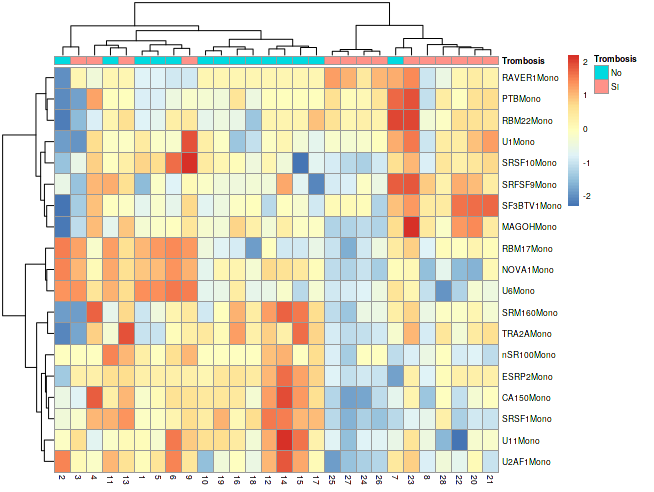 Trombosis
RAVER1Mono
PTBMono
RBM22Mono
U1Mono
SRSF10Mono
SRFSF9Mono
SF3BTV1Mono
MAGOHMono
RBM17Mono
NOVA1Mono
U6Mono
SRM160Mono
TRA2AMono
nSR100Mono
ESRP2Mono
CA150Mono
SRSF1Mono
U11Mono
U2AF1Mono
2 3 4 11 13 1 5 6 9 10 19 16 18 12 14 15 17 25 27 24 26 7 23 8 28 22 20 21
2
1
0
-1
-2
Trombosis
No
SI